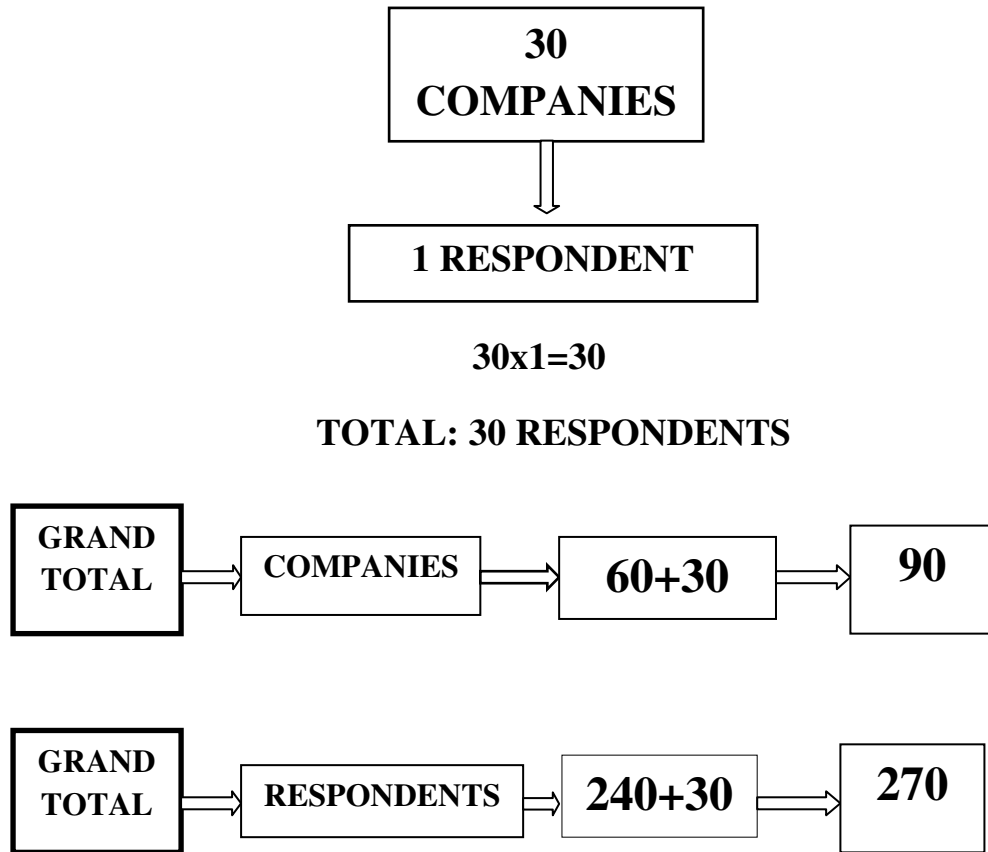 30
COMPANIES
1 RESPONDENT
30x1=30
TOTAL: 30 RESPONDENTS
GRAND
TOTAL
COMPANIES
60+30
90
GRAND
TOTAL
RESPONDENTS
240+30
270